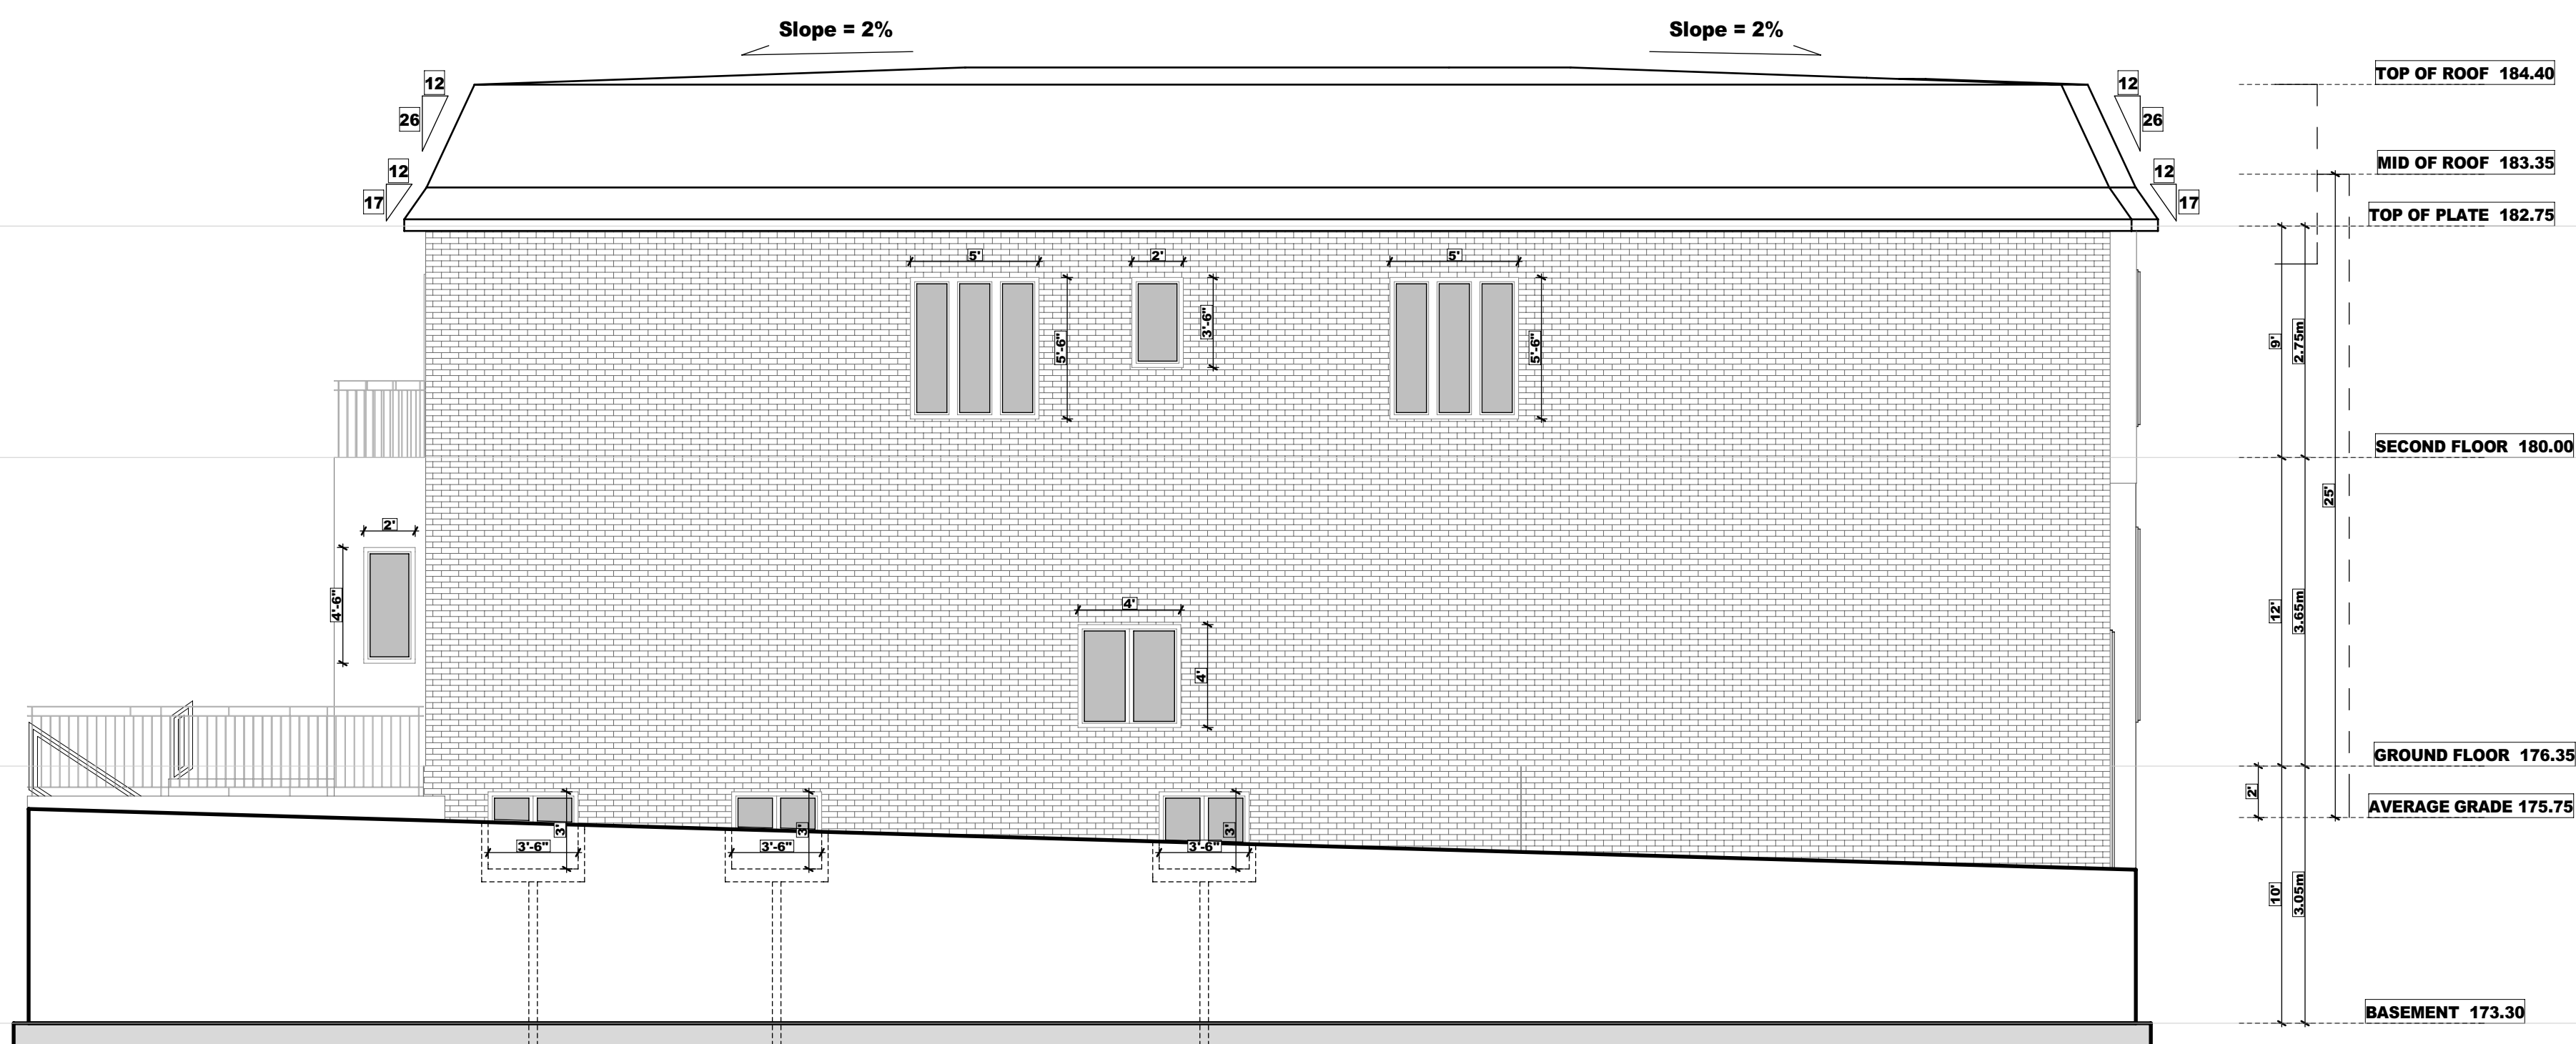 Slope = 2%
Slope = 2%
12
26
12
17
12
26
12
17
TOP OF ROOF 184.40
MID OF ROOF 183.35
TOP OF PLATE 182.75
5'
5'-6"
2'
3'-6"
5'
5'-6"
9'
2.75m
SECOND FLOOR 180.00
25'
2'
4'-6"
4'
4'
12'
3.65m
GROUND FLOOR 176.35
2'
AVERAGE GRADE 175.75
3'
3'-6"
3'
3'-6"
3'
3'-6"
10'
3.05m
BASEMENT 173.30